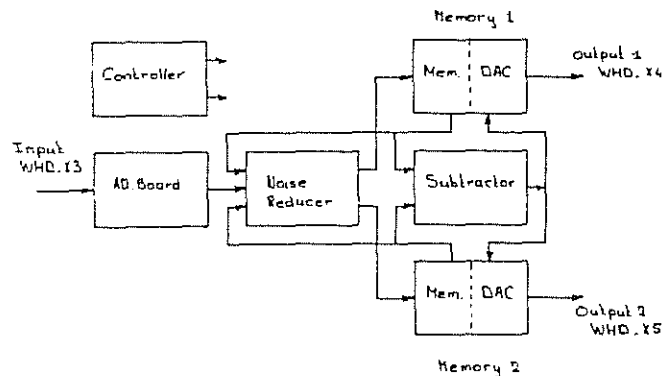 Memory 1
Controller
Mem. DAC
Output 1
WHD.X4
Input
WHD.X3
AD.Board
Noise
Reducer
Subtractor
Mem. DAC
Output 2
WHD.X5
Memory 2